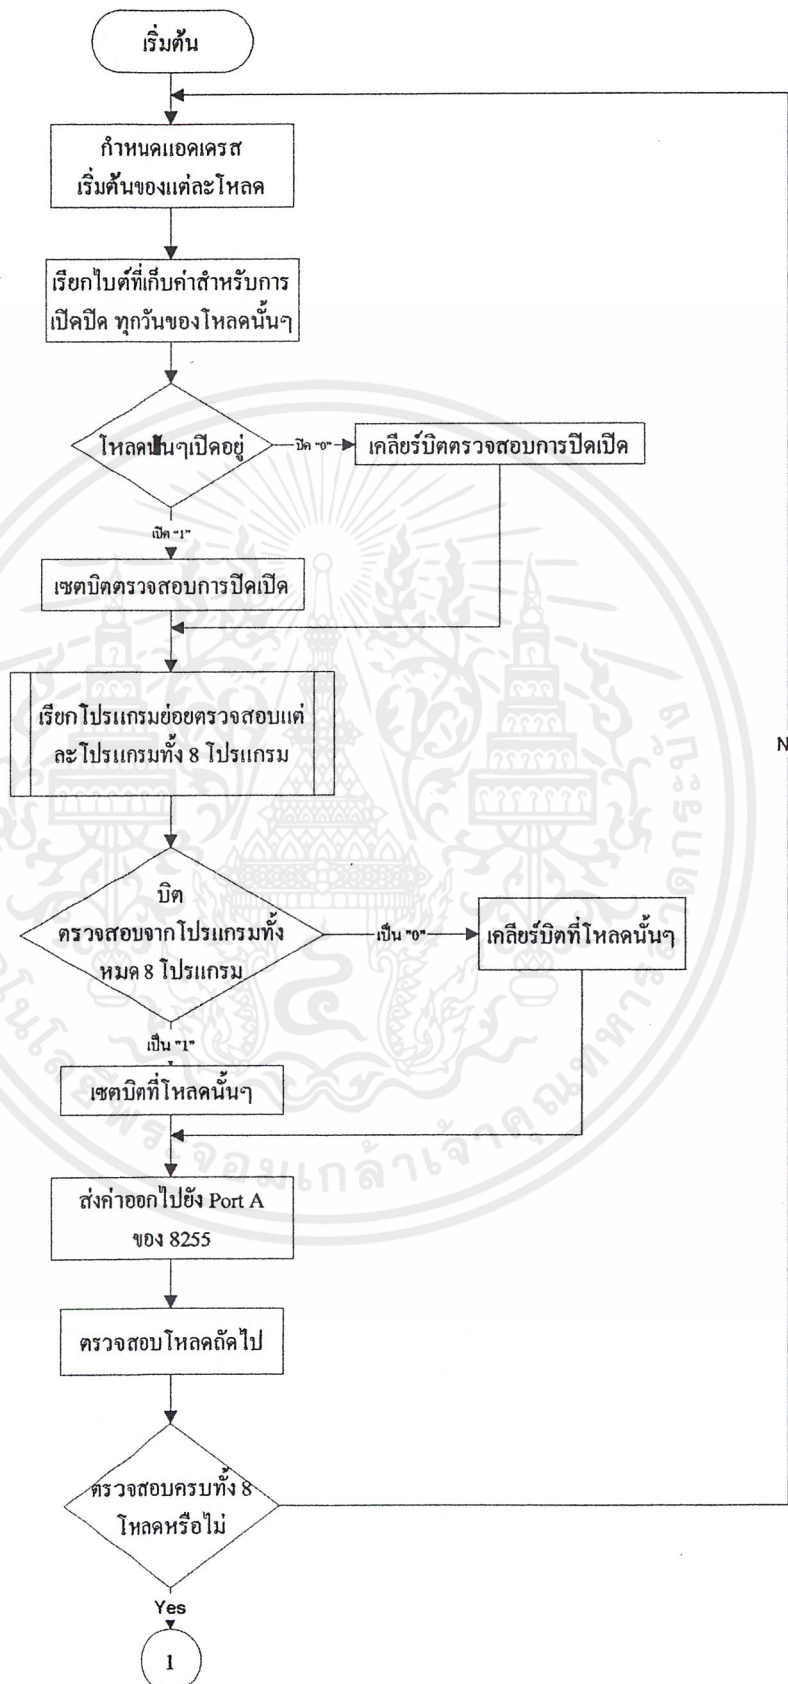 เริ่มต้น
กำหนดแอดเดรส
เริ่มต้นของแต่ละโหลด
เรียกไบต์ที่เก็บค่าสำหรับการ
เปิดปิด ทุกวันของโหลดนั้นๆ
โหลดนั้นๆเปิดอยู่
ปิด "0"
เคลียร์บิตตรวจสอบการปิดเปิด
เปิด "1"
เซตบิตตรวจสอบการปิดเปิด
เรียกโปรแกรมย่อยตรวจสอบแต่
ละโปรแกรมทั้ง 8 โปรแกรม
N
บิต
ตรวจสอบจากโปรแกรมทั้ง
หมด 8 โปรแกรม
เป็น "0"
เคลียร์บิตที่โหลดนั้นๆ
เป็น "1"
เซตบิตที่โหลดนั้นๆ
ส่งค่าออกไปยัง Port A
ของ 8255
ตรวจสอบโหลดถัดไป
ตรวจสอบครบทั้ง 8
โหลดหรือไม่
Yes
1